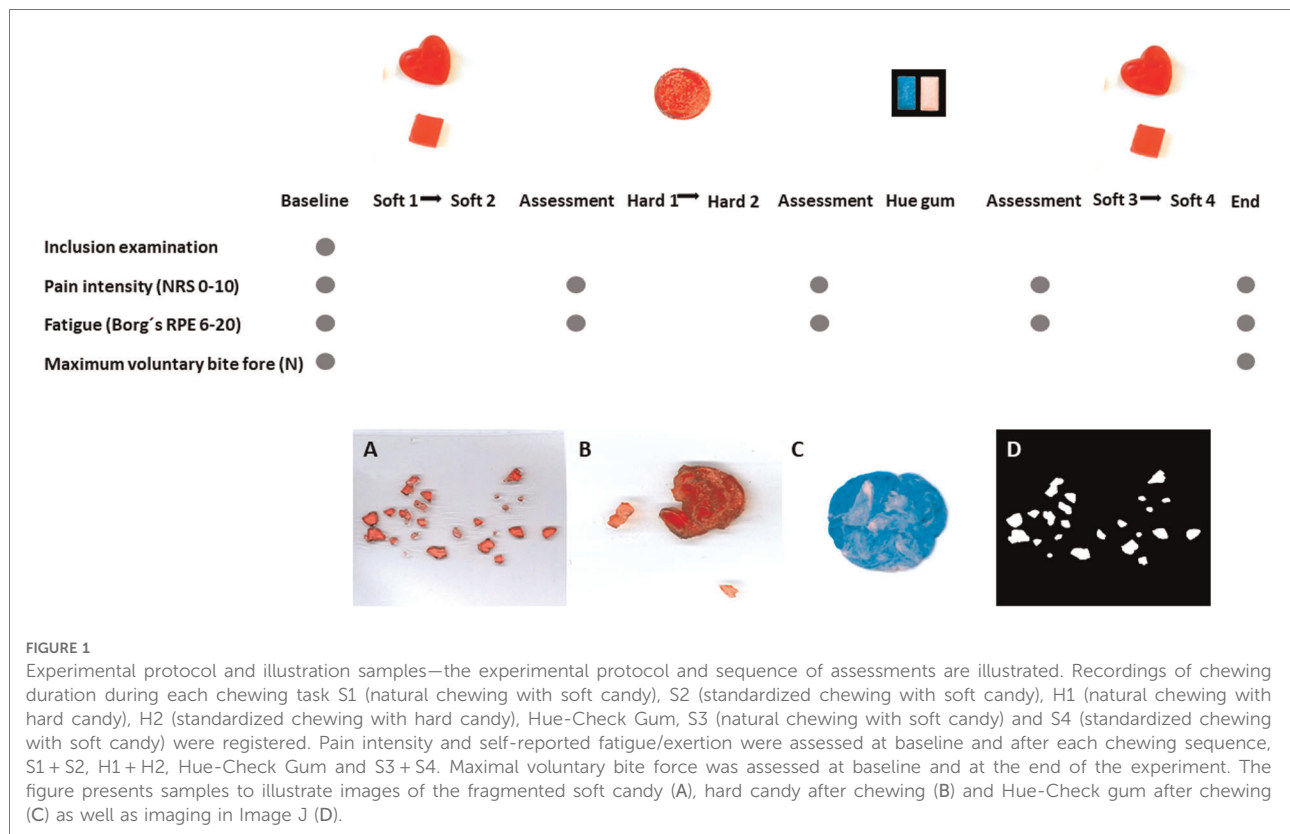 Baseline Soft 1 → Soft 2 Assessment Hard 1 → Hard 2 Assessment Hue gum Assessment Soft 3 → Soft 4 End
Inclusion examination
Pain intensity (NRS 0-10)
Fatigue (Borg´s RPE 6-20)
Maximum voluntary bite fore (N)
A B C D
FIGURE 1
Experimental protocol and illustration samples—the experimental protocol and sequence of assessments are illustrated. Recordings of chewing
duration during each chewing task S1 (natural chewing with soft candy), S2 (standardized chewing with soft candy), H1 (natural chewing with
hard candy), H2 (standardized chewing with hard candy), Hue-Check Gum, S3 (natural chewing with soft candy) and S4 (standardized chewing
with soft candy) were registered. Pain intensity and self-reported fatigue/exertion were assessed at baseline and after each chewing sequence,
S1 + S2, H1 + H2, Hue-Check Gum and S3 + S4. Maximal voluntary bite force was assessed at baseline and at the end of the experiment. The
figure presents samples to illustrate images of the fragmented soft candy (A), hard candy after chewing (B) and Hue-Check gum after chewing
(C) as well as imaging in Image J (D).